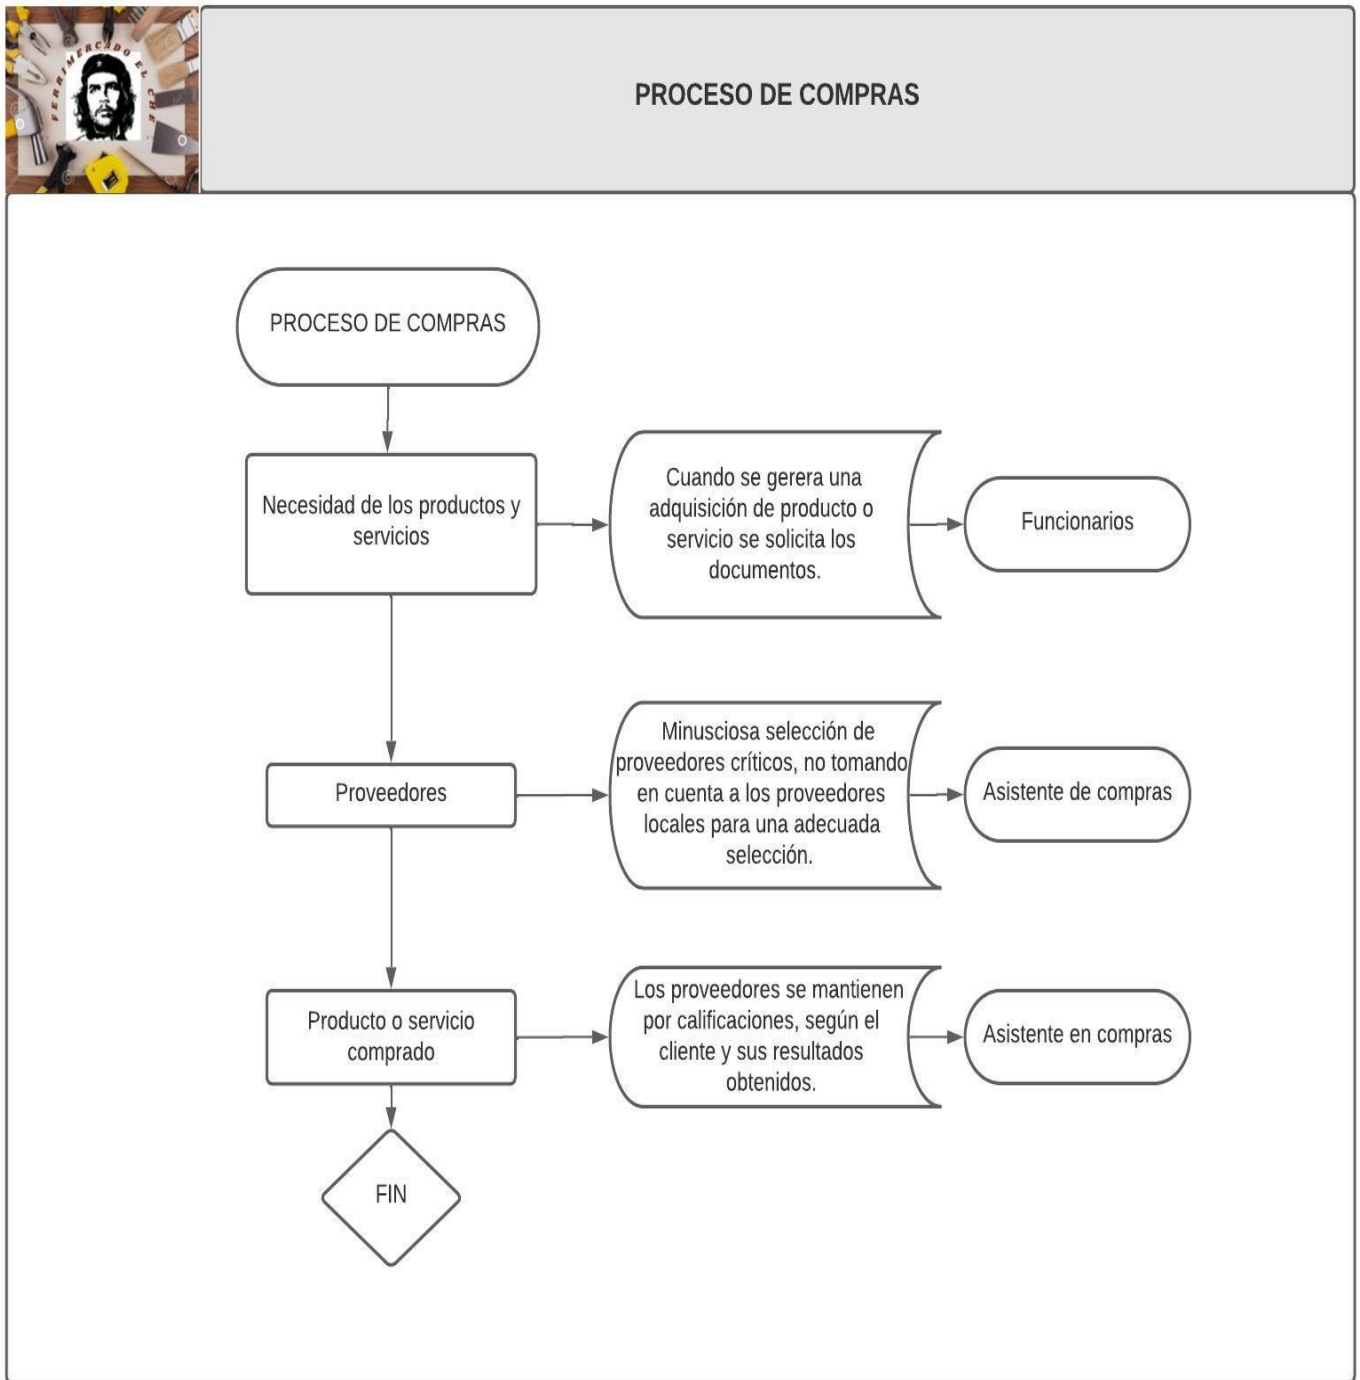 FERRIMERCADO EL CHE
PROCESO DE COMPRAS
PROCESO DE COMPRAS
Necesidad de los productos y
servicios
Cuando se gerera una
adquisición de producto o
servicio se solicita los
documentos.
Funcionarios
Proveedores
Minusciosa selección de
proveedores críticos, no tomando
en cuenta a los proveedores
locales para una adecuada
selección.
Asistente de compras
Producto o servicio
comprado
Los proveedores se mantienen
por calificaciones, según el
cliente y sus resultados
obtenidos.
Asistente en compras
FIN